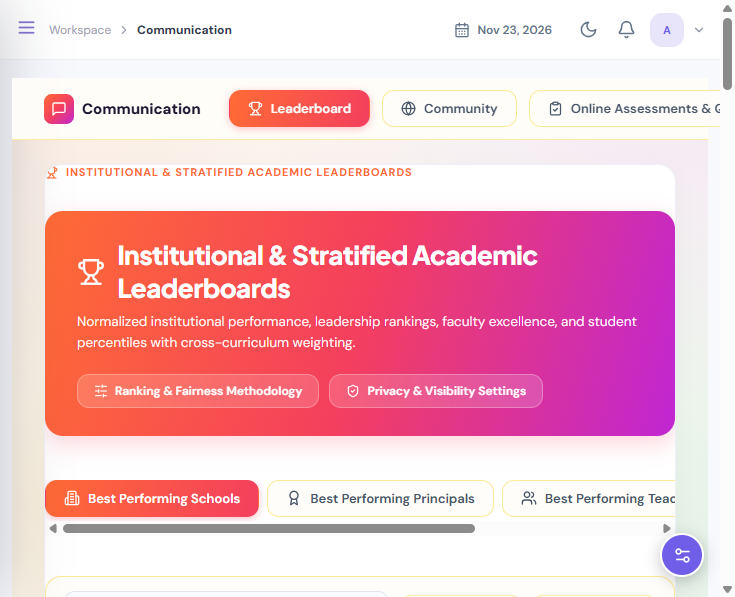 Workspace > Communication
Nov 23, 2026
A
Communication
Leaderboard
Community
Online Assessments &
INSTITUTIONAL & STRATIFIED ACADEMIC LEADERBOARDS
Institutional & Stratified Academic
Leaderboards
Normalized institutional performance, leadership rankings, faculty excellence, and student
percentiles with cross-curriculum weighting.
Ranking & Fairness Methodology
Privacy & Visibility Settings
Best Performing Schools
Best Performing Principals
Best Performing